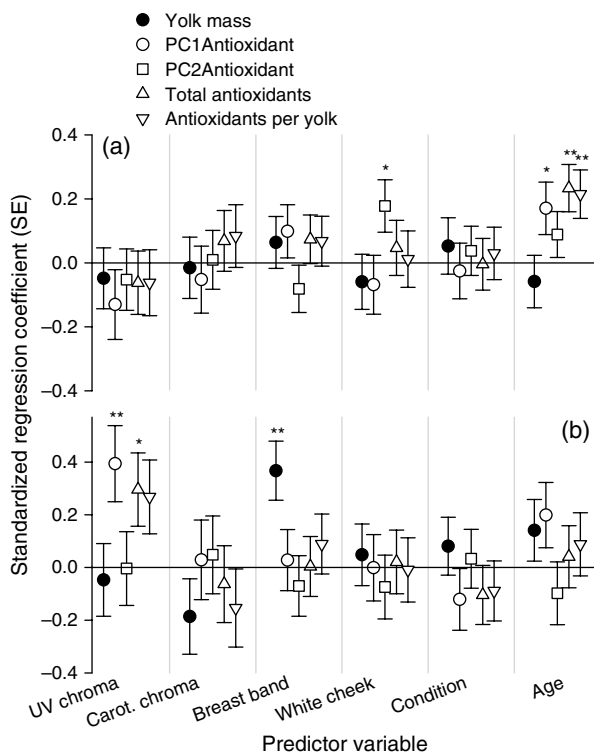 Yolk mass
PC1Antioxidant
PC2Antioxidant
Total antioxidants
Antioxidants per yolk
Standardized regression coefficient (SE)
(a)
0.4
0.2
0.0
−0.2
−0.4
*
*
**
**
(b)
0.4
0.2
0.0
−0.2
−0.4
**
*
**
UV chroma
Carot. chroma
Breast band
White cheek
Condition
Age
Predictor variable